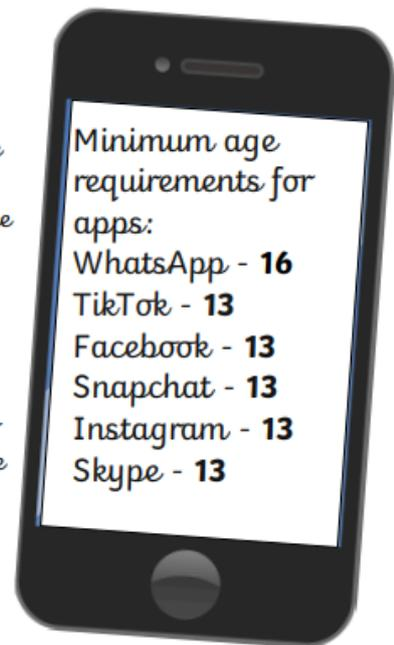 Minimum age
requirements for
apps:
WhatsApp - 16
TikTok - 13
Facebook - 13
Snapchat - 13
Instagram - 13
Skype - 13